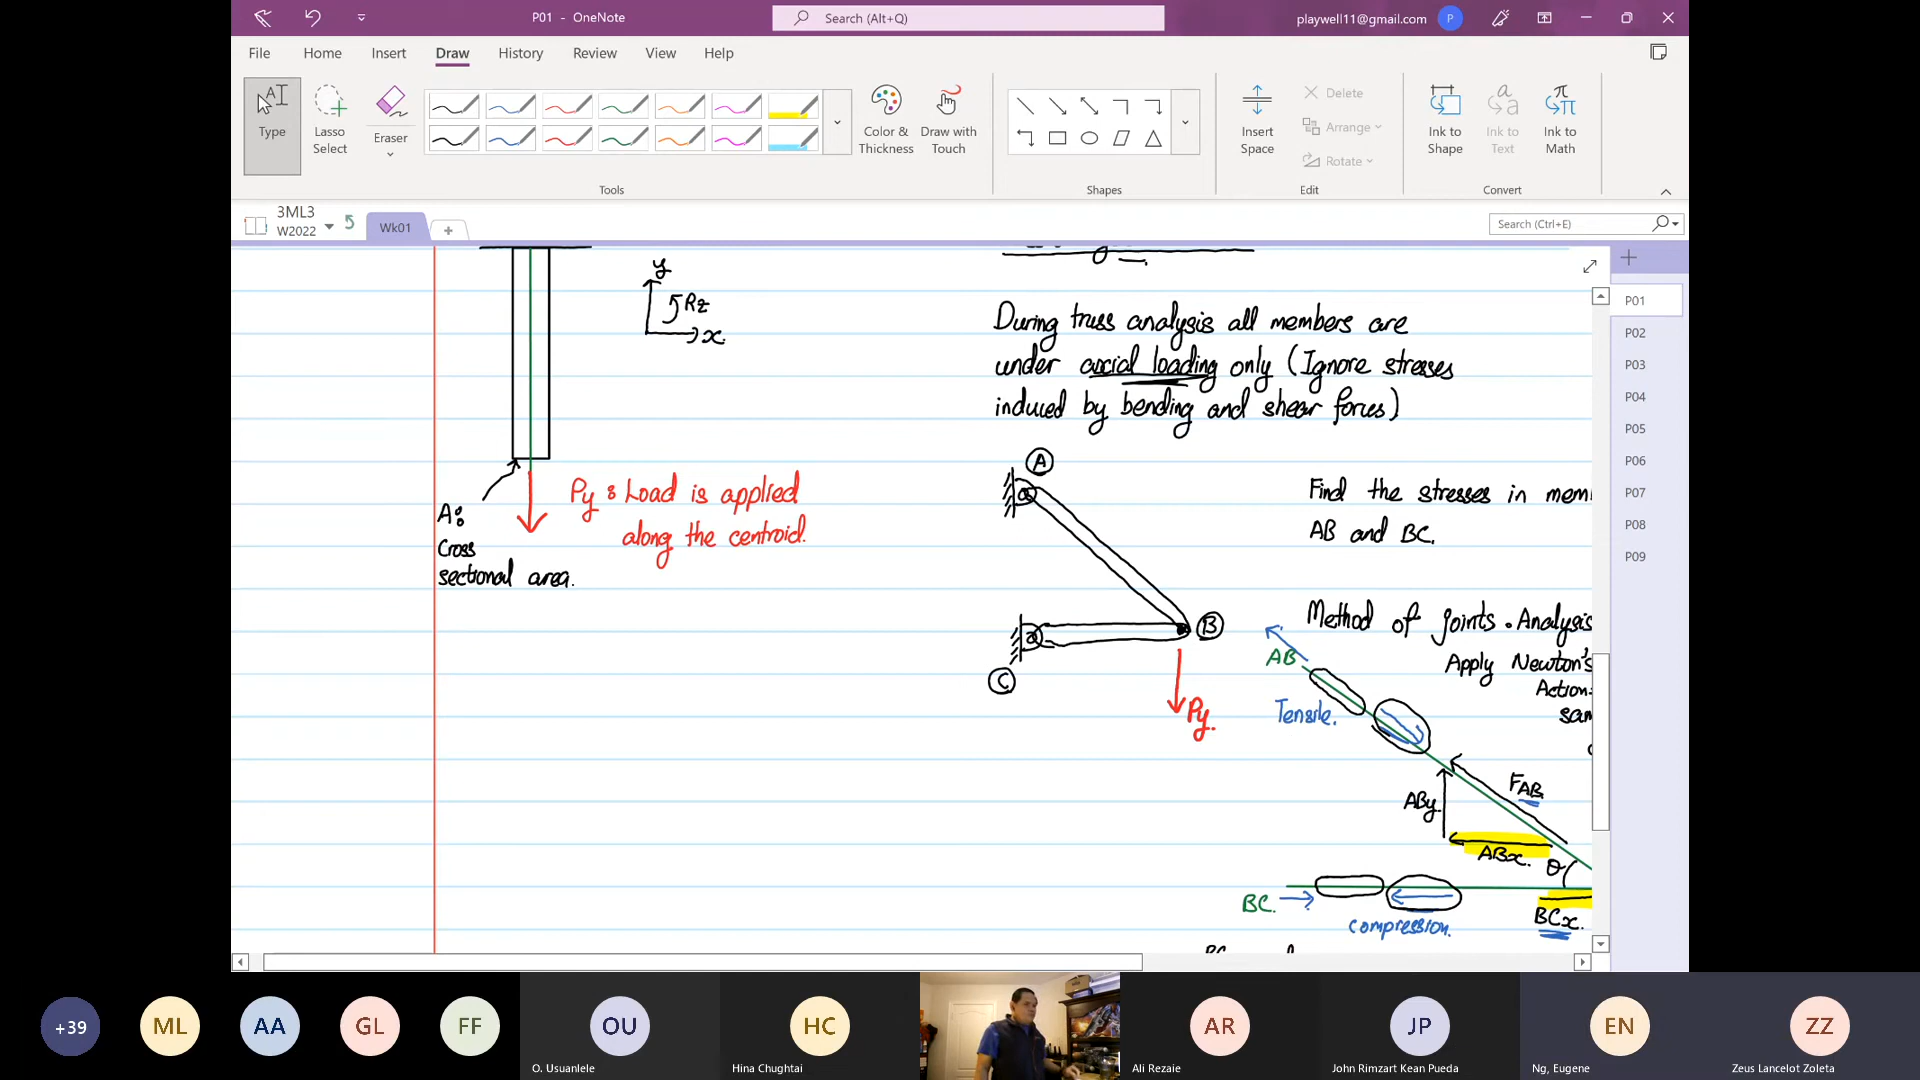 P01 - OneNote
Search (Alt+Q)
playwell11@gmail.com
P
File
Home
Insert
Draw
History
Review
View
Help
Type
Lasso Select
Eraser
Color & Thickness
Draw with Touch
Insert Space
Delete
Arrange
Rotate
Ink to Shape
Ink to Text
Ink to Math
Tools
Shapes
Edit
Convert
3ML3
W2022
Wk01
Search (Ctrl+E)
P01
P02
P03
P04
P05
P06
P07
P08
P09
y
Rz
x
A:
Cross
sectional area.
Py : Load is applied
along the centroid.
During truss analysis all members are
under axial loading only (Ignore stresses
induced by bending and shear forces)
A
B
C
Py.
Find the stresses in mem
AB and BC.
Method of joints. Analysis
Apply Newton's
Action
sam
AB
Tensile.
FAB
ABy
ABx.
θ
BC.
compression.
BCx.
+39
ML
AA
GL
FF
OU
O. Usuanlele
HC
Hina Chughtai
AR
Ali Rezaie
JP
John Rimzart Kean Pueda
EN
Ng, Eugene
ZZ
Zeus Lancelot Zoleta